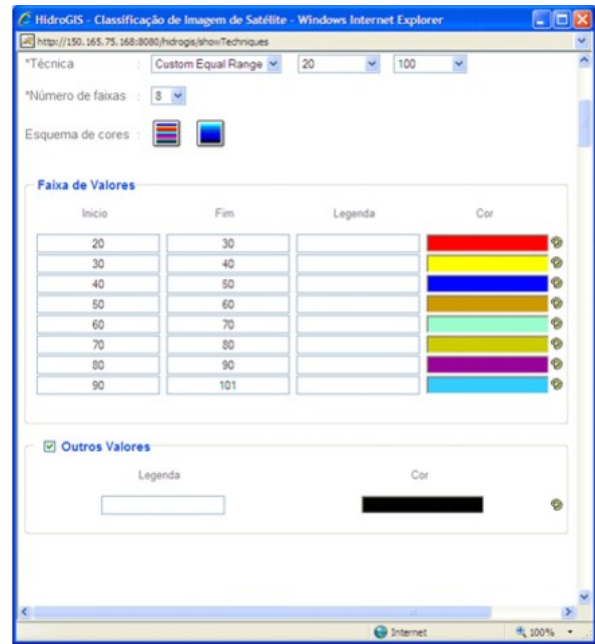 HidroGIS - Classificação de Imagem de Satélite - Windows Internet Explorer
http://150.165.75.168:8080/hidrogis/showTechniques
*Técnica : Custom Equal Range 20 100
*Número de faixas : 8
Esquema de cores :
Faixa de Valores
Inicio Fim Legenda Cor
20 30
30 40
40 50
50 60
60 70
70 80
80 90
90 101
Outros Valores
Legenda Cor
Internet 100%